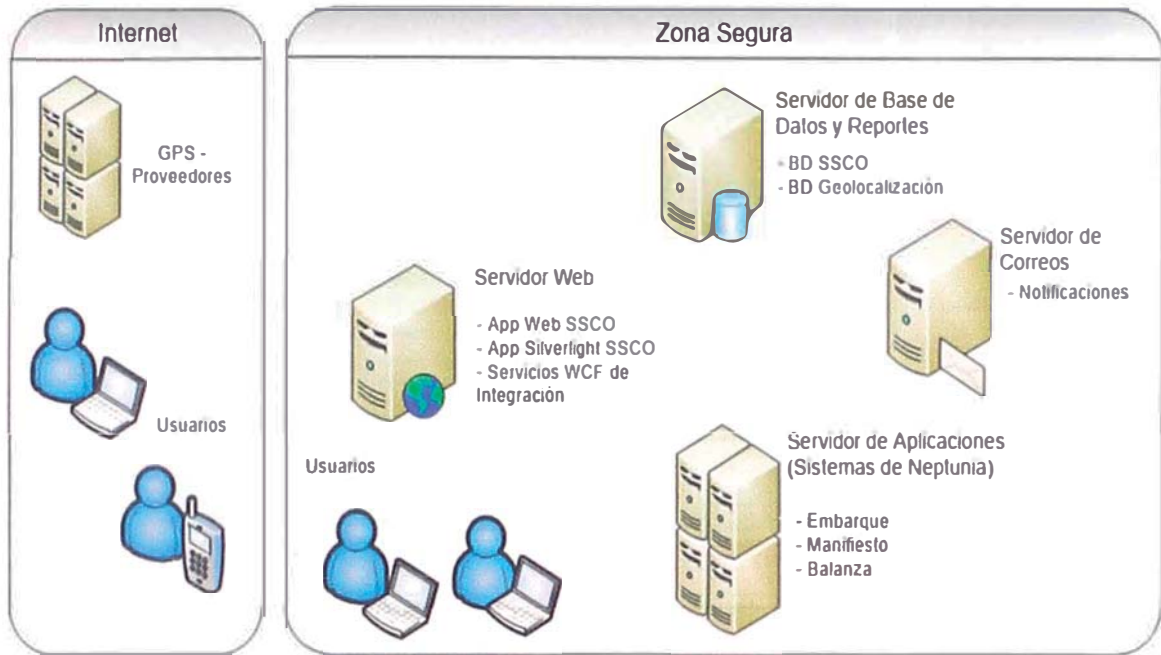 Internet
GPS -
Proveedores
Usuarios
Zona Segura
Servidor de Base de
Datos y Reportes
- BD SSCO
- BD Geolocalización
Servidor de
Correos
- Notificaciones
Servidor Web
- App Web SSCO
- App Silverlight SSCO
- Servicios WCF de
Integración
Usuarios
Servidor de Aplicaciones
(Sistemas de Neptunia)
- Embarque
- Manifiesto
- Balanza